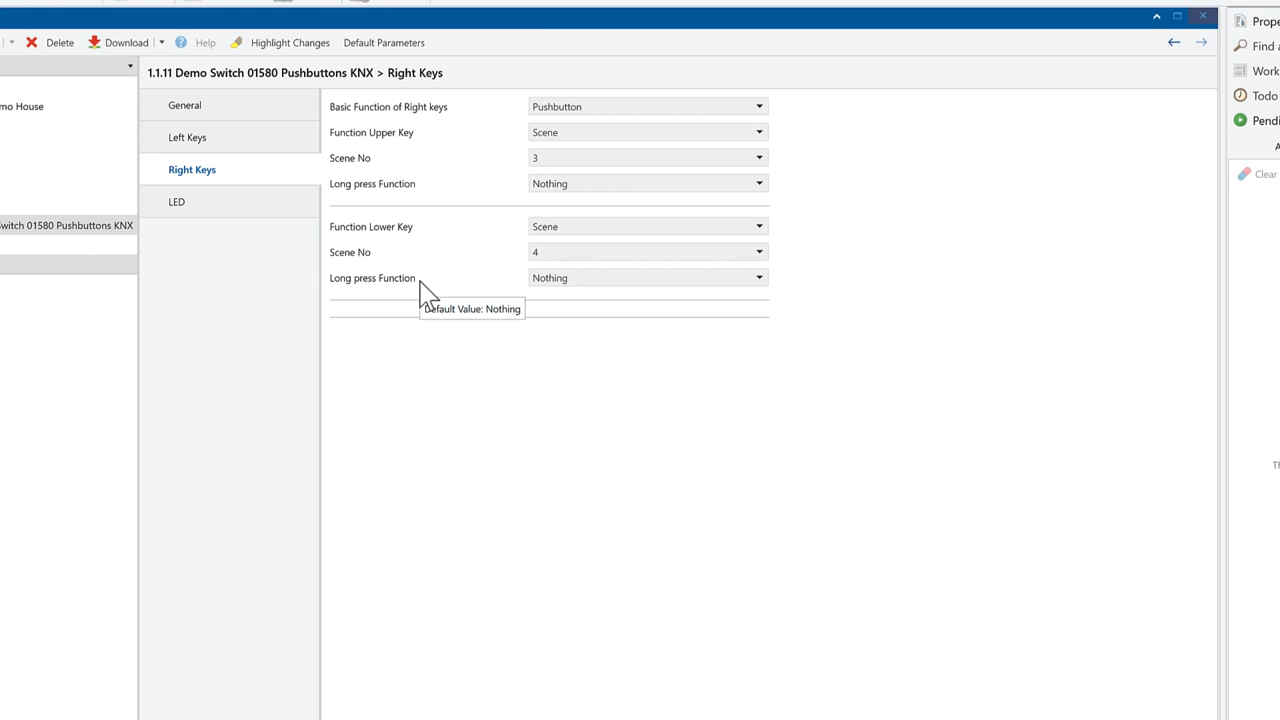 Delete Download Help Highlight Changes Default Parameters
1.1.11 Demo Switch 01580 Pushbuttons KNX > Right Keys
mo House
witch 01580 Pushbuttons KNX
General
Left Keys
Right Keys
LED
Basic Function of Right keys Pushbutton
Function Upper Key Scene
Scene No 3
Long press Function Nothing
Function Lower Key Scene
Scene No 4
Long press Function Nothing
Default Value: Nothing
Prope
Find a
Work
Todo
Pendi
A
Clear
Th